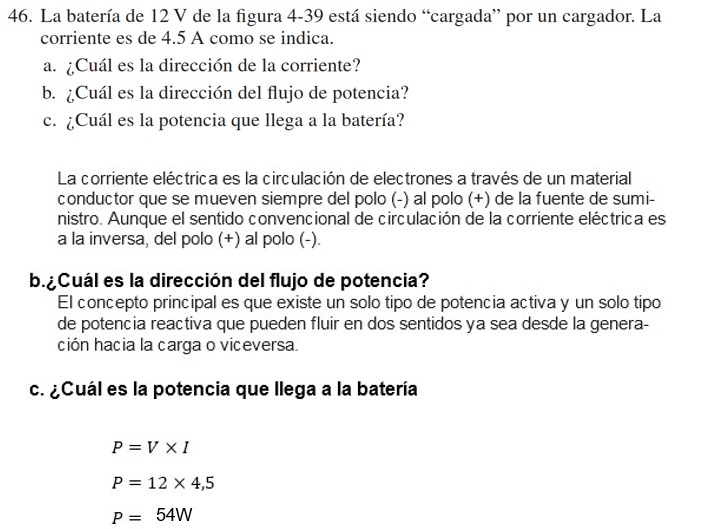 46. La batería de 12 V de la figura 4-39 está siendo “cargada” por un cargador. La
corriente es de 4.5 A como se indica.
a. ¿Cuál es la dirección de la corriente?
b. ¿Cuál es la dirección del flujo de potencia?
c. ¿Cuál es la potencia que llega a la batería?
La corriente eléctrica es la circulación de electrones a través de un material
conductor que se mueven siempre del polo (-) al polo (+) de la fuente de sumi-
nistro. Aunque el sentido convencional de circulación de la corriente eléctrica es
a la inversa, del polo (+) al polo (-).
b.¿Cuál es la dirección del flujo de potencia?
El concepto principal es que existe un solo tipo de potencia activa y un solo tipo
de potencia reactiva que pueden fluir en dos sentidos ya sea desde la genera-
ción hacia la carga o viceversa.
c. ¿Cuál es la potencia que llega a la batería
P = V × I
P = 12 × 4,5
P = 54W